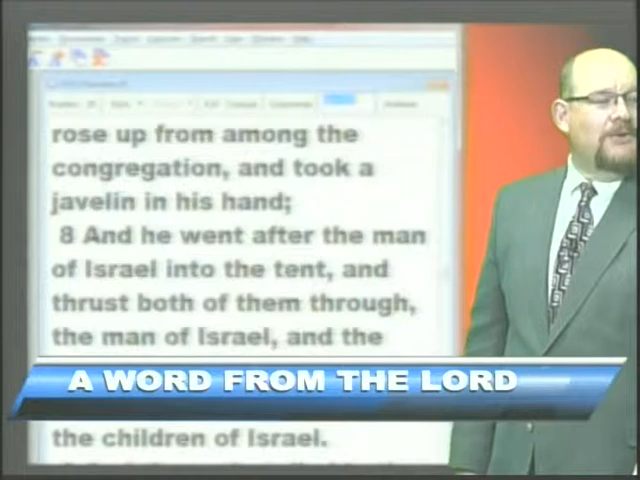 rose up from among the
congregation, and took a
javelin in his hand;
8 And he went after the man
of Israel into the tent, and
thrust both of them through,
the man of Israel, and the
A WORD FROM THE LORD
the children of Israel.